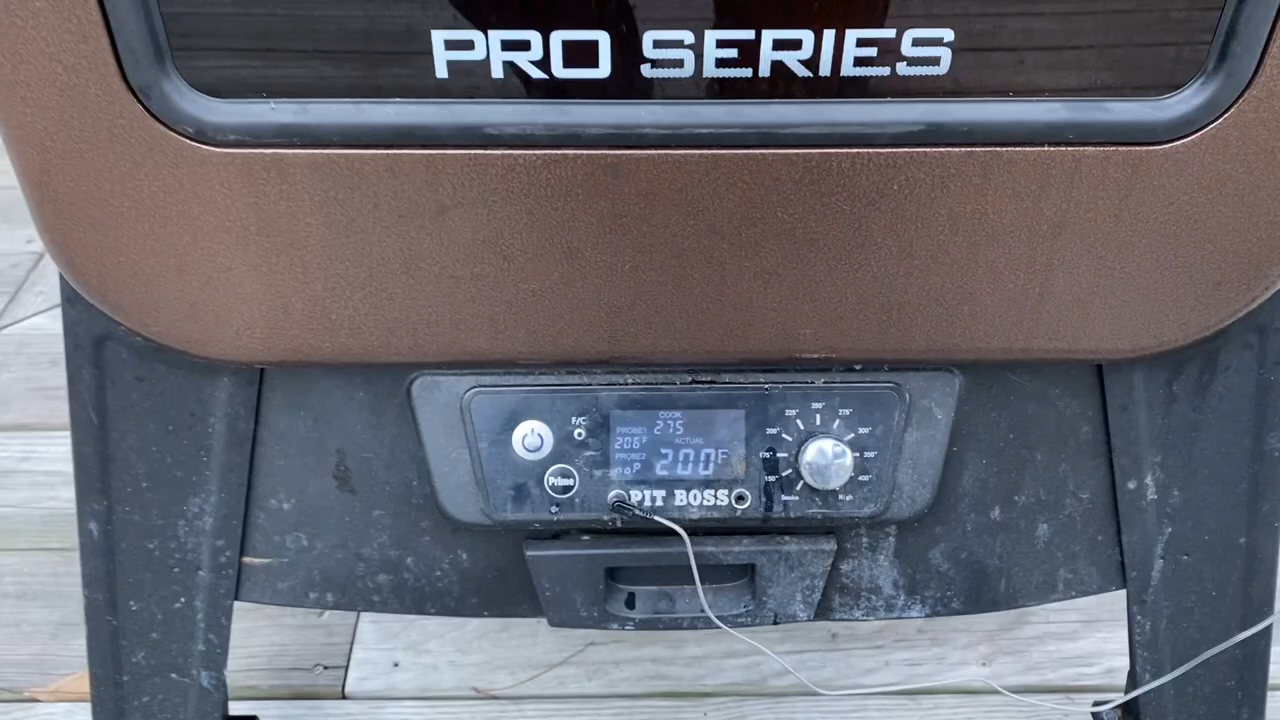 PRO SERIES
COOK
PROBE1 275
206F
ACTUAL
PROBE2
noP
200F
F/C
Prime
PIT BOSS
Smoke
150°
175°
200°
225°
250°
275°
300°
350°
400°
High